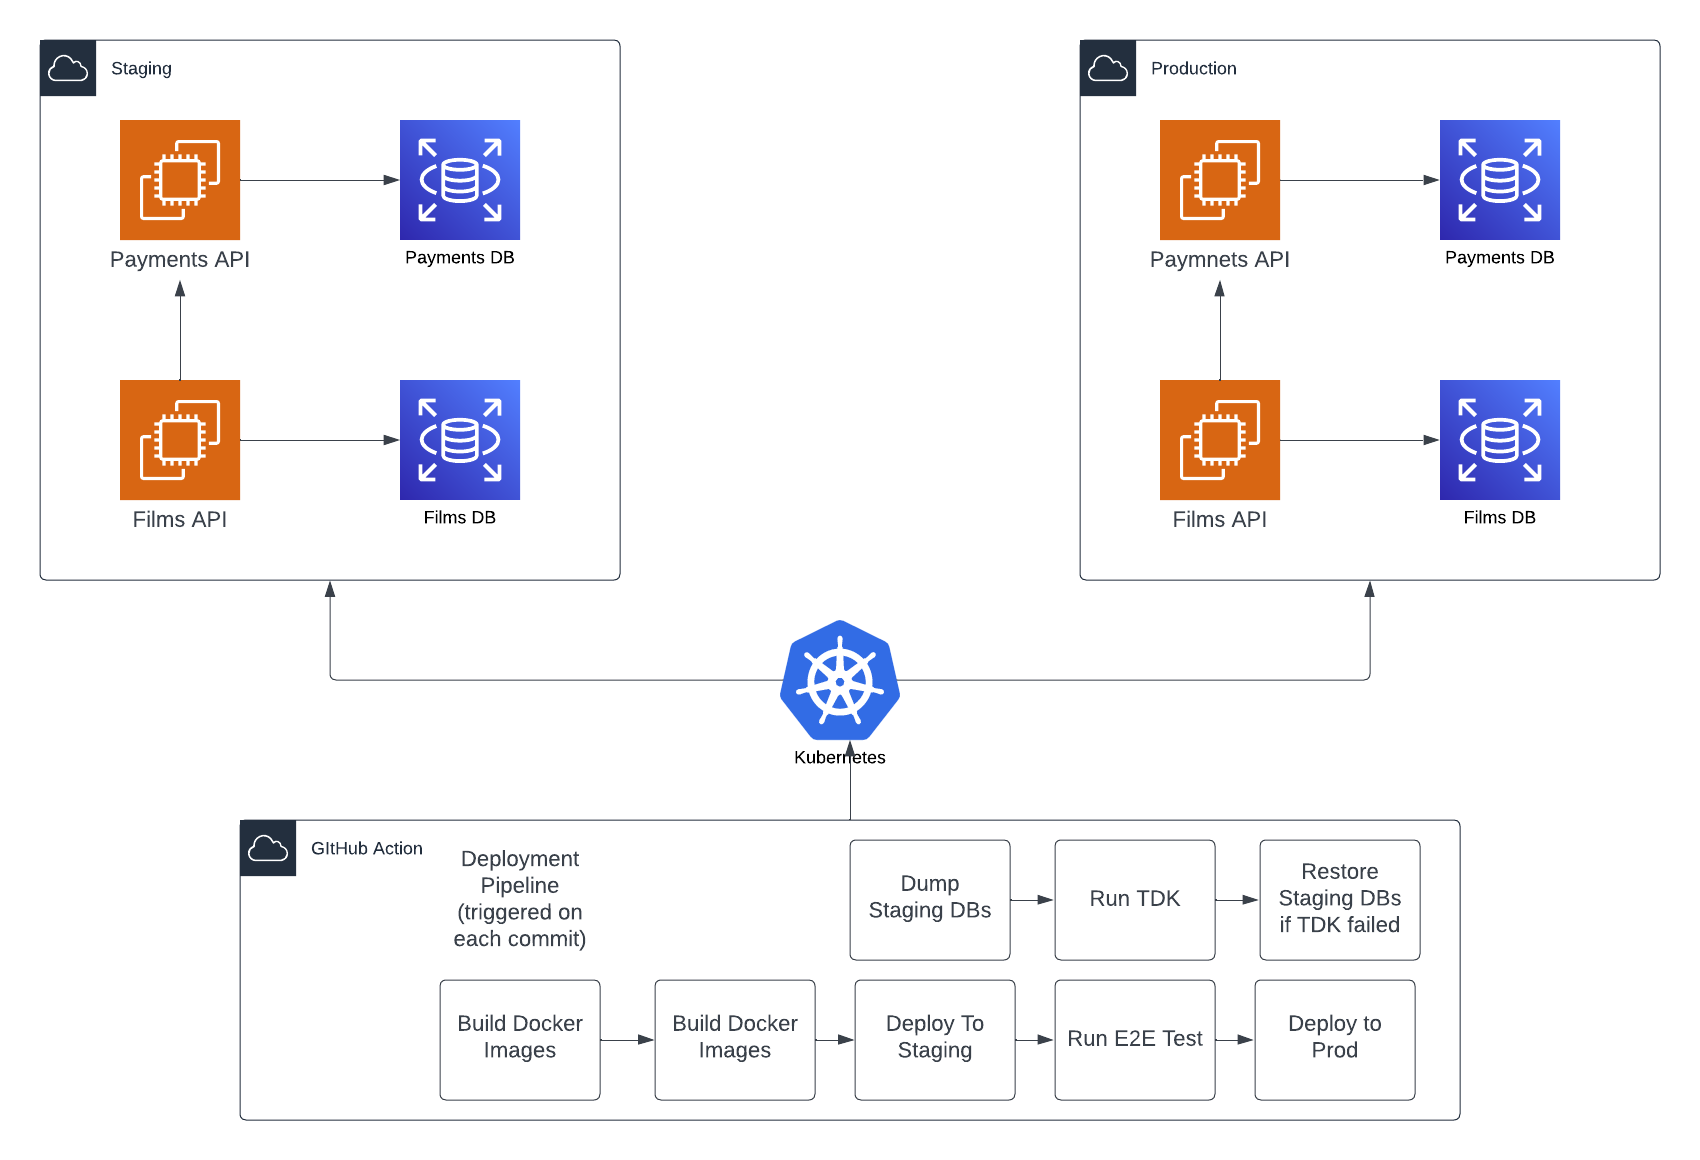 Staging
Payments API
Payments DB
Films API
Films DB
Production
Paymnets API
Payments DB
Films API
Films DB
Kubernetes
GItHub Action
Deployment
Pipeline
(triggered on
each commit)
Dump
Staging DBs
Run TDK
Restore
Staging DBs
if TDK failed
Build Docker
Images
Build Docker
Images
Deploy To
Staging
Run E2E Test
Deploy to
Prod